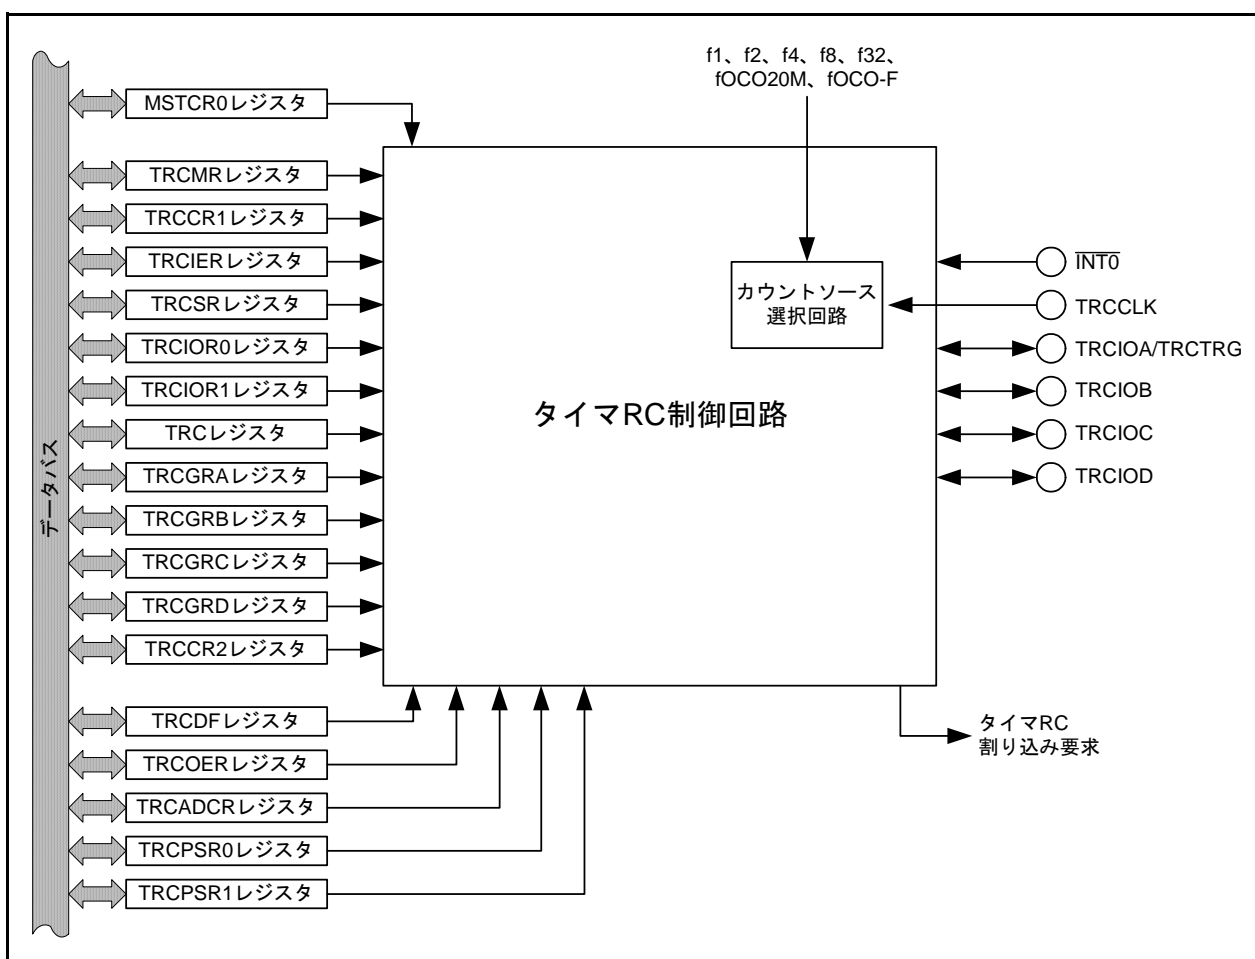 f1、f2、f4、f8、f32、
fOCO20M、fOCO-F
MSTCR0レジスタ
TRCMRレジスタ
TRCCR1レジスタ
TRCIERレジスタ
TRCSRレジスタ
TRCIOR0レジスタ
TRCIOR1レジスタ
TRCレジスタ
TRCGRAレジスタ
TRCGRBレジスタ
TRCGRCレジスタ
TRCGRDレジスタ
TRCCR2レジスタ
TRCDFレジスタ
TRCOERレジスタ
TRCADCRレジスタ
TRCPSR0レジスタ
TRCPSR1レジスタ
データバス
カウントソース
選択回路
タイマRC制御回路
INT0
TRCCLK
TRCIOA/TRCTRG
TRCIOB
TRCIOC
TRCIOD
タイマRC
割り込み要求